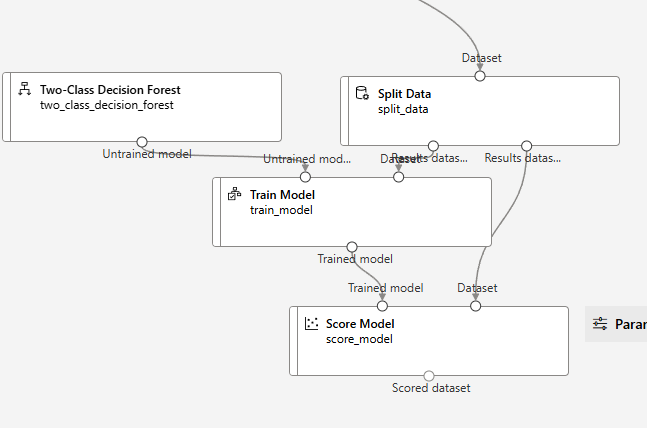 Dataset
Two-Class Decision Forest
two_class_decision_forest
Split Data
split_data
Untrained model
Untrained mod...
Dataset
Results datas...
Results datas...
Train Model
train_model
Trained model
Trained model
Dataset
Score Model
score_model
Param
Scored dataset